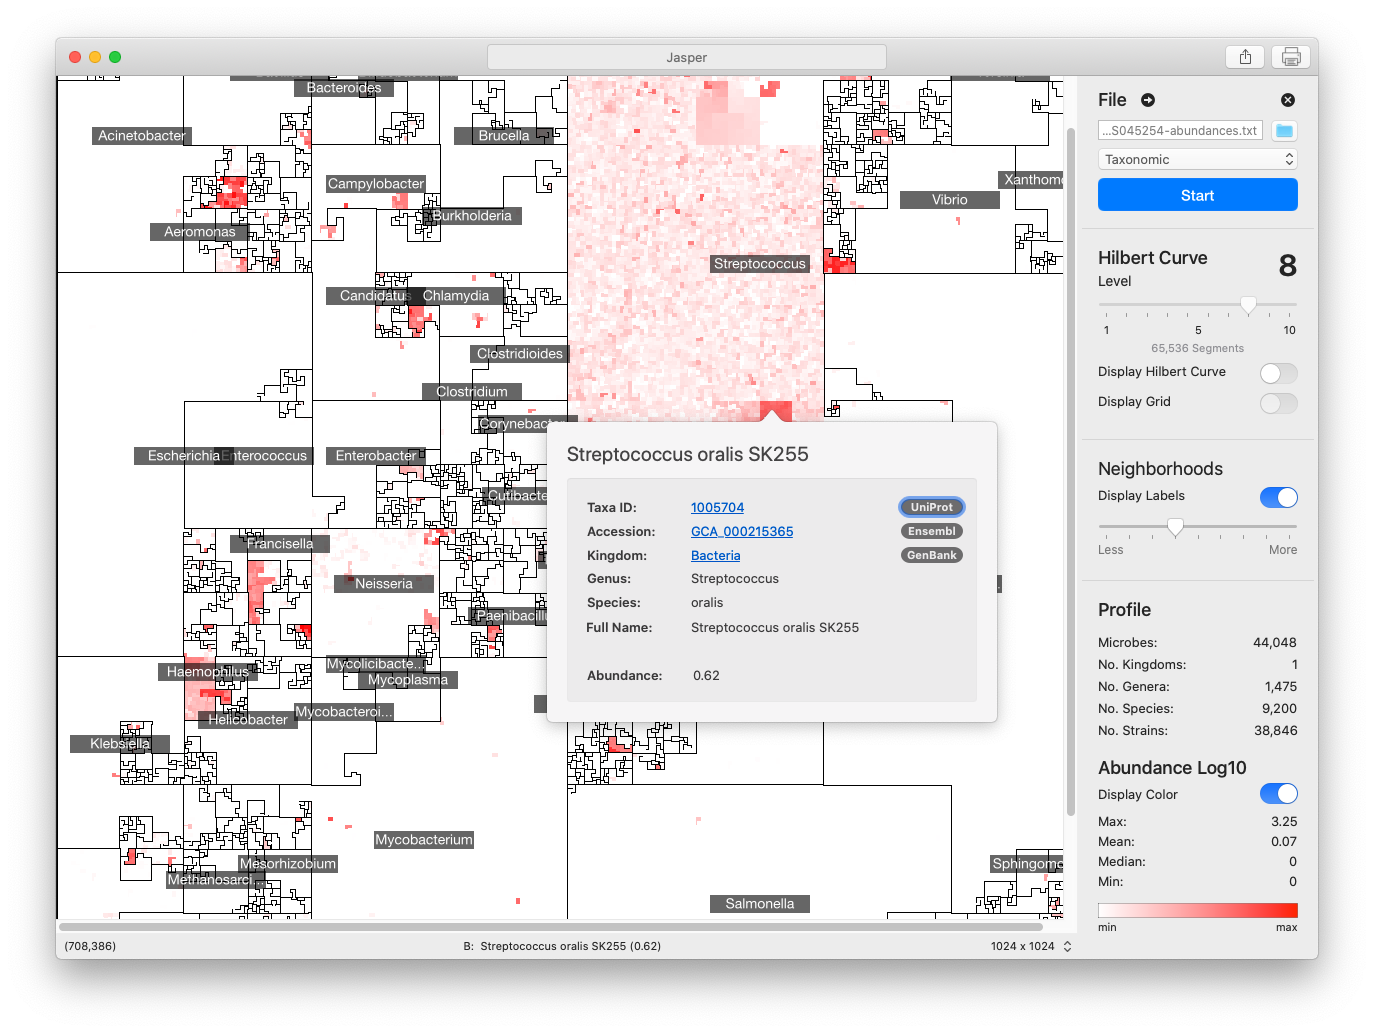 Jasper
Bacteroides
Acinetobacter
Brucella
Campylobacter
Burkholderia
Aeromonas
Vibrio
Xanthom
Streptococcus
Candidatus
Chlamydia
Clostridioides
Clostridium
Corynebac
Escherichia
Enterococcus
Enterobacter
Cutibacte
Francisella
Neisseria
Paenibacill
Haemophilus
Mycolicibacte...
Mycoplasma
Helicobacter
Mycobacteroi...
Klebsiella
Mycobacterium
Mesorhizobium
Methanosarci...
Sphingom
Salmonella
Streptococcus oralis SK255
Taxa ID: 1005704 UniProt
Accession: GCA_000215365 Ensembl
Kingdom: Bacteria GenBank
Genus: Streptococcus
Species: oralis
Full Name: Streptococcus oralis SK255
Abundance: 0.62
(708,386)
B: Streptococcus oralis SK255 (0.62)
1024 x 1024
File
...S045254-abundances.txt
Taxonomic
Start
Hilbert Curve 8
Level
1 5 10
65,536 Segments
Display Hilbert Curve
Display Grid
Neighborhoods
Display Labels
Less More
Profile
Microbes: 44,048
No. Kingdoms: 1
No. Genera: 1,475
No. Species: 9,200
No. Strains: 38,846
Abundance Log10
Display Color
Max: 3.25
Mean: 0.07
Median: 0
Min: 0
min max